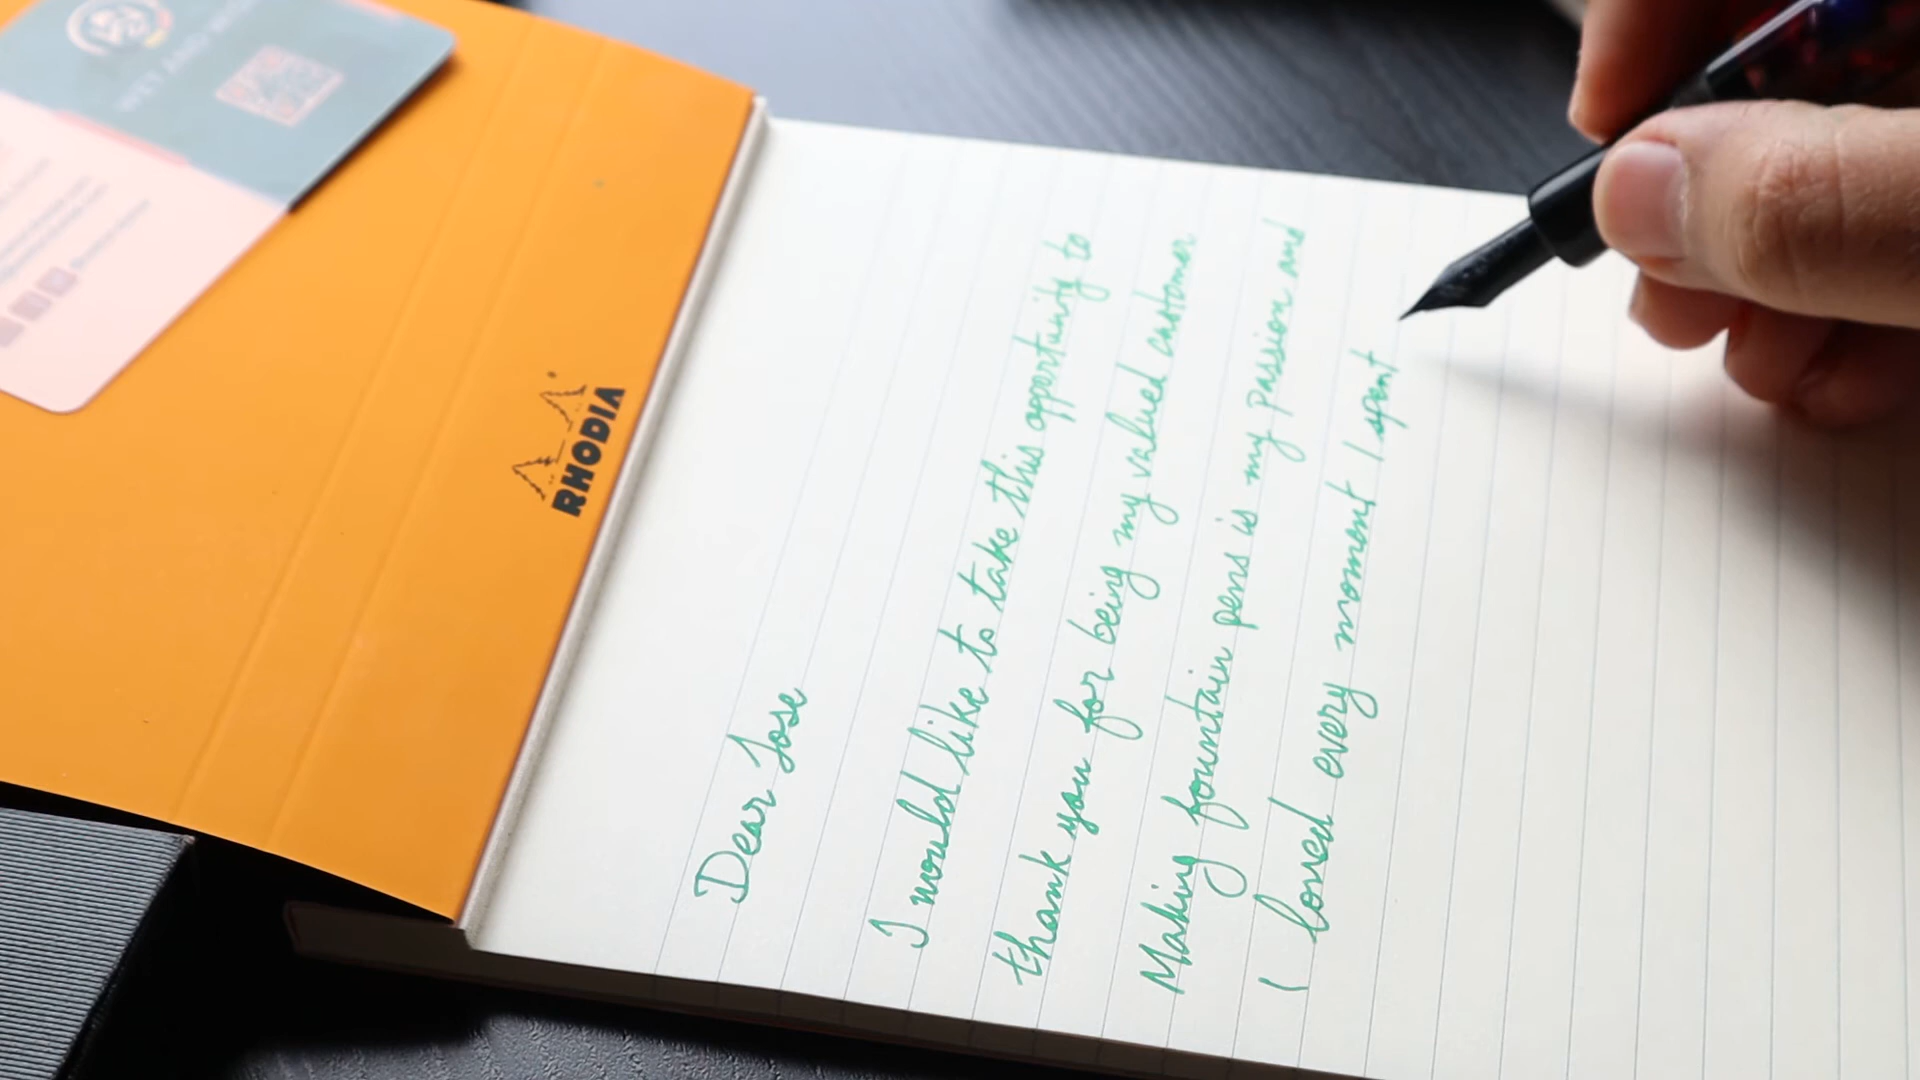 RHODIA
Dear Jose
I would like to take this opportunity to
thank you for being my valued customer
Making fountain pens is my passion and
I loved every moment I spent